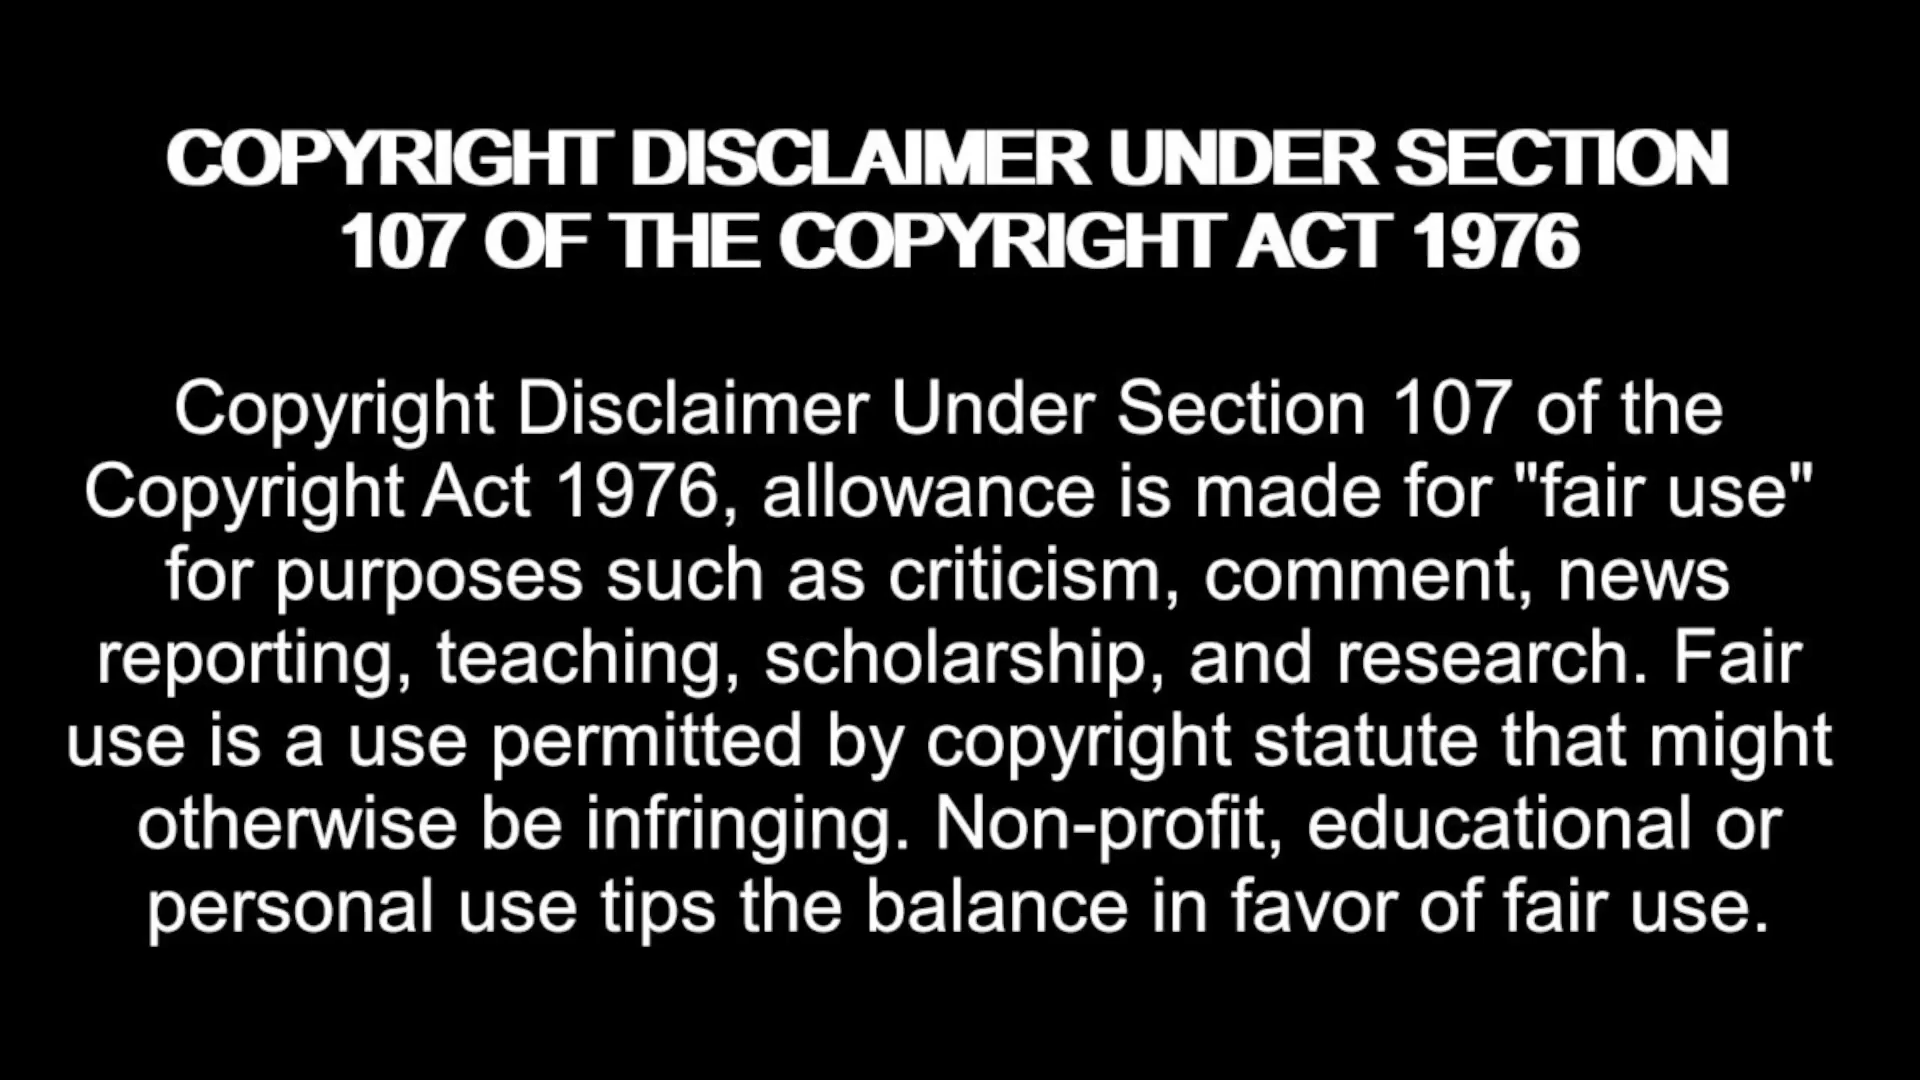 COPYRIGHT DISCLAIMER UNDER SECTION
107 OF THE COPYRIGHT ACT 1976
Copyright Disclaimer Under Section 107 of the
Copyright Act 1976, allowance is made for "fair use"
for purposes such as criticism, comment, news
reporting, teaching, scholarship, and research. Fair
use is a use permitted by copyright statute that might
otherwise be infringing. Non-profit, educational or
personal use tips the balance in favor of fair use.